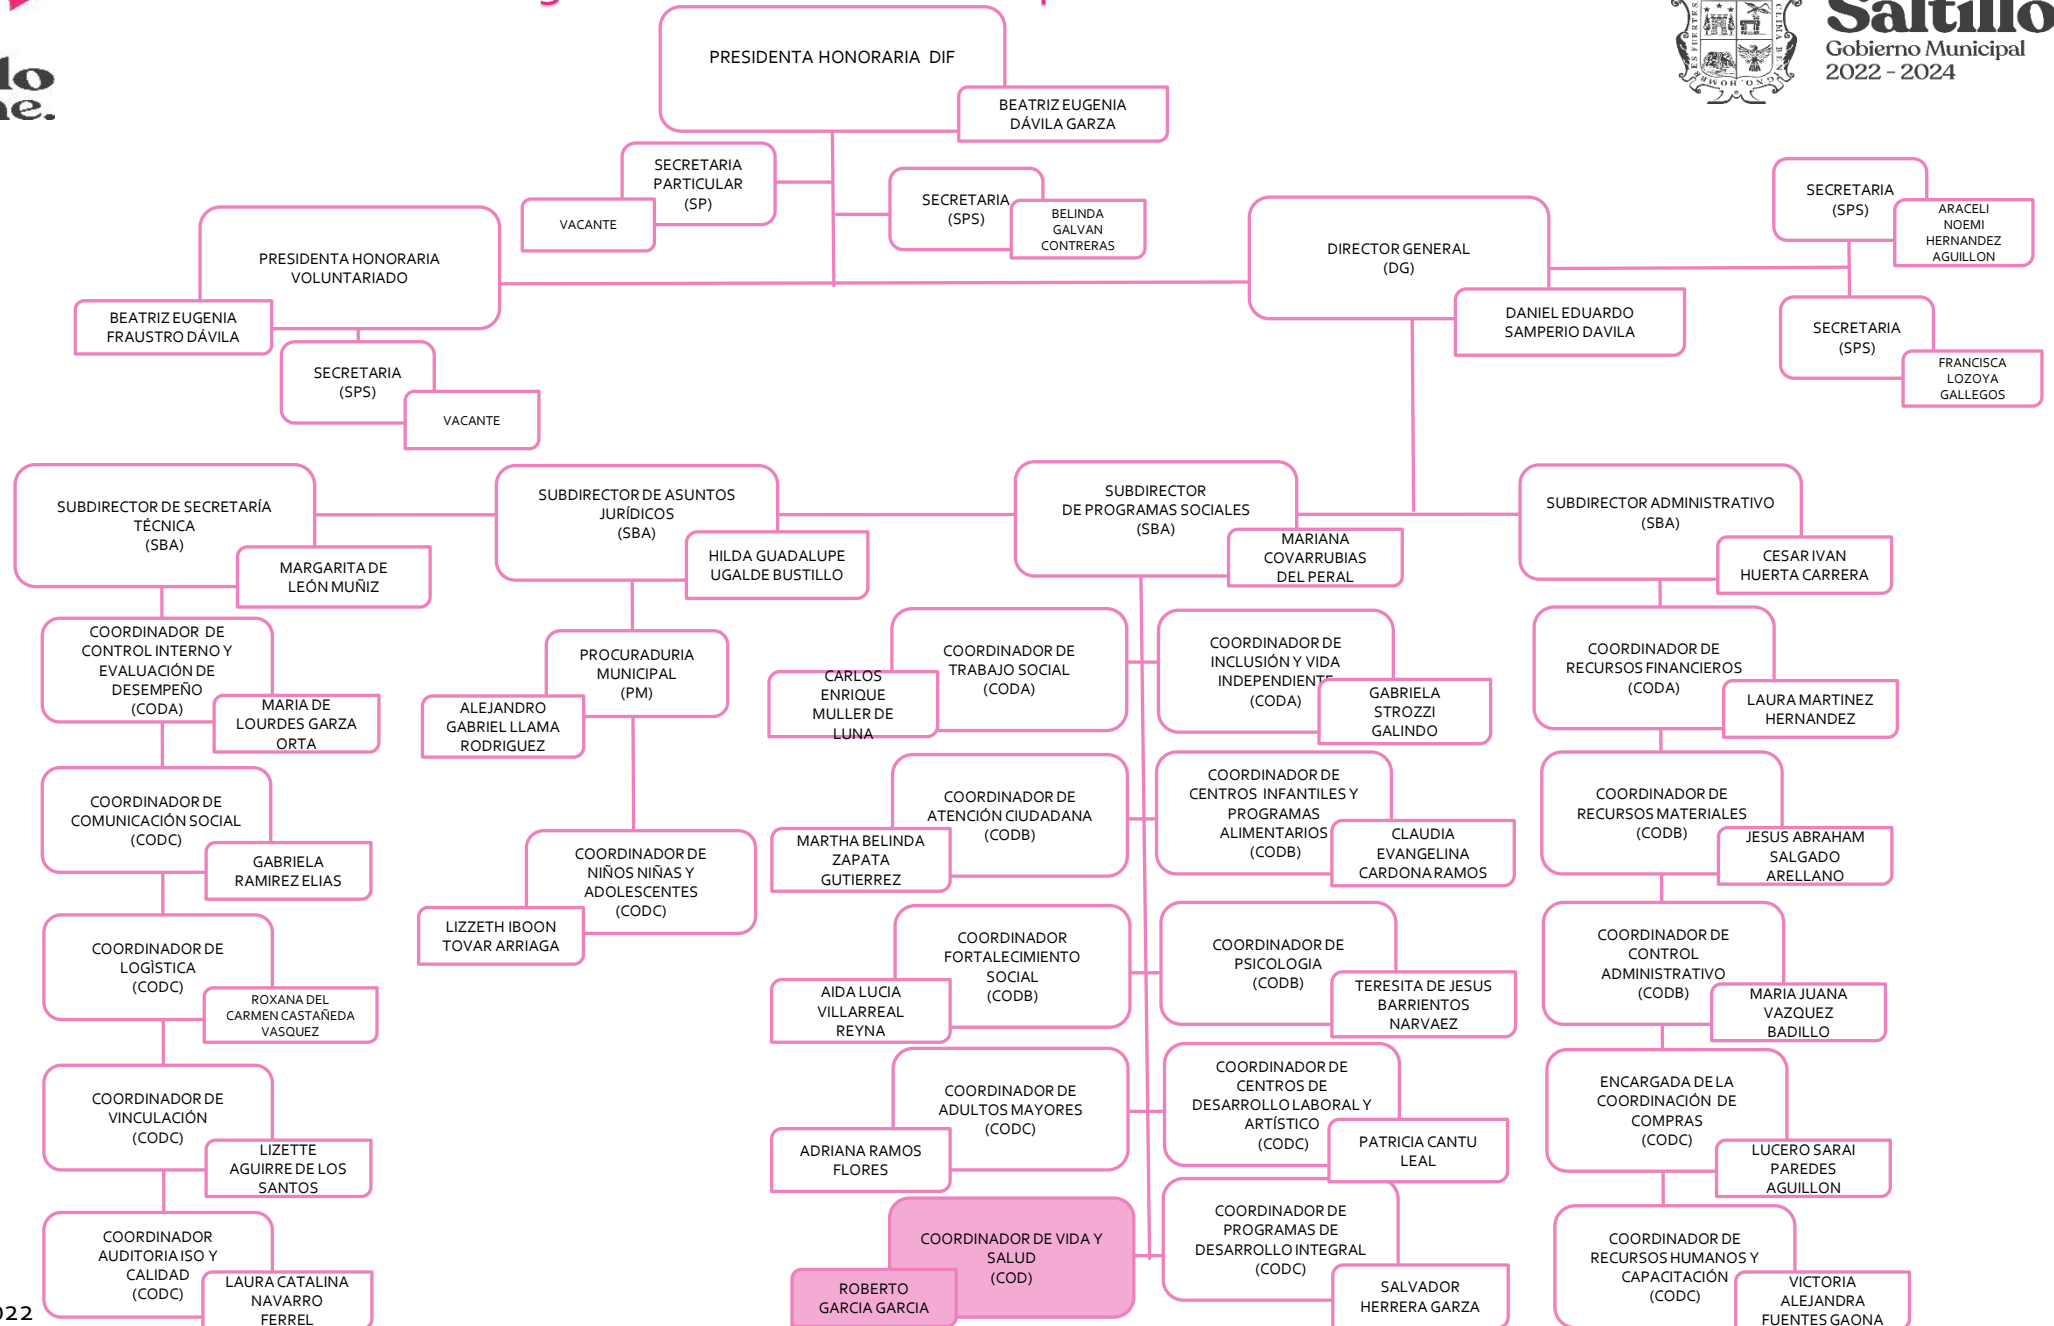 Saltillo
Gobierno Municipal
2022 - 2024
HOMBRES FUERTES
CLIMA BENIGNO
PRESIDENTA HONORARIA DIF
BEATRIZ EUGENIA
DÁVILA GARZA
SECRETARIA
PARTICULAR
(SP)
VACANTE
SECRETARIA
(SPS)
BELINDA
GALVAN
CONTRERAS
PRESIDENTA HONORARIA
VOLUNTARIADO
BEATRIZ EUGENIA
FRAUSTRO DÁVILA
SECRETARIA
(SPS)
VACANTE
DIRECTOR GENERAL
(DG)
DANIEL EDUARDO
SAMPERIO DAVILA
SECRETARIA
(SPS)
ARACELI
NOEMI
HERNANDEZ
AGUILLON
SECRETARIA
(SPS)
FRANCISCA
LOZOYA
GALLEGOS
SUBDIRECTOR DE SECRETARÍA
TÉCNICA
(SBA)
MARGARITA DE
LEÓN MUÑIZ
COORDINADOR DE
CONTROL INTERNO Y
EVALUACIÓN DE
DESEMPEÑO
(CODA)
MARIA DE
LOURDES GARZA
ORTA
COORDINADOR DE
COMUNICACIÓN SOCIAL
(CODC)
GABRIELA
RAMIREZ ELIAS
COORDINADOR DE
LOGÌSTICA
(CODC)
ROXANA DEL
CARMEN CASTAÑEDA
VASQUEZ
COORDINADOR DE
VINCULACIÓN
(CODC)
LIZETTE
AGUIRRE DE LOS
SANTOS
COORDINADOR
AUDITORIA ISO Y
CALIDAD
(CODC)
LAURA CATALINA
NAVARRO
FERREL
SUBDIRECTOR DE ASUNTOS
JURÍDICOS
(SBA)
HILDA GUADALUPE
UGALDE BUSTILLO
PROCURADURIA
MUNICIPAL
(PM)
ALEJANDRO
GABRIEL LLAMA
RODRIGUEZ
COORDINADOR DE
NIÑOS NIÑAS Y
ADOLESCENTES
(CODC)
LIZZETH IBOON
TOVAR ARRIAGA
SUBDIRECTOR
DE PROGRAMAS SOCIALES
(SBA)
MARIANA
COVARRUBIAS
DEL PERAL
COORDINADOR DE
TRABAJO SOCIAL
(CODA)
CARLOS
ENRIQUE
MULLER DE
LUNA
COORDINADOR DE
INCLUSIÓN Y VIDA
INDEPENDIENTE
(CODA)
GABRIELA
STROZZI
GALINDO
COORDINADOR DE
ATENCIÓN CIUDADANA
(CODB)
MARTHA BELINDA
ZAPATA
GUTIERREZ
COORDINADOR DE
CENTROS INFANTILES Y
PROGRAMAS
ALIMENTARIOS
(CODB)
CLAUDIA
EVANGELINA
CARDONA RAMOS
COORDINADOR
FORTALECIMIENTO
SOCIAL
(CODB)
AIDA LUCIA
VILLARREAL
REYNA
COORDINADOR DE
PSICOLOGIA
(CODB)
TERESITA DE JESUS
BARRIENTOS
NARVAEZ
COORDINADOR DE
ADULTOS MAYORES
(CODC)
ADRIANA RAMOS
FLORES
COORDINADOR DE
CENTROS DE
DESARROLLO LABORAL Y
ARTÍSTICO
(CODC)
PATRICIA CANTU
LEAL
COORDINADOR DE VIDA Y
SALUD
(COD)
ROBERTO
GARCIA GARCIA
COORDINADOR DE
PROGRAMAS DE
DESARROLLO INTEGRAL
(CODC)
SALVADOR
HERRERA GARZA
SUBDIRECTOR ADMINISTRATIVO
(SBA)
CESAR IVAN
HUERTA CARRERA
COORDINADOR DE
RECURSOS FINANCIEROS
(CODA)
LAURA MARTINEZ
HERNANDEZ
COORDINADOR DE
RECURSOS MATERIALES
(CODB)
JESUS ABRAHAM
SALGADO
ARELLANO
COORDINADOR DE
CONTROL
ADMINISTRATIVO
(CODB)
MARIA JUANA
VAZQUEZ
BADILLO
ENCARGADA DE LA
COORDINACIÓN DE
COMPRAS
(CODC)
LUCERO SARAI
PAREDES
AGUILLON
COORDINADOR DE
RECURSOS HUMANOS Y
CAPACITACIÓN
(CODC)
VICTORIA
ALEJANDRA
FUENTES GAONA